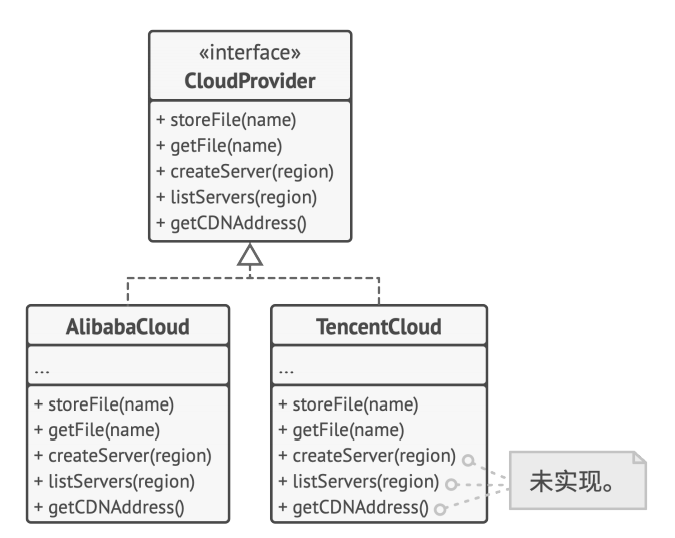 «interface»
CloudProvider
+ storeFile(name)
+ getFile(name)
+ createServer(region)
+ listServers(region)
+ getCDNAddress()
AlibabaCloud
...
+ storeFile(name)
+ getFile(name)
+ createServer(region)
+ listServers(region)
+ getCDNAddress()
TencentCloud
...
+ storeFile(name)
+ getFile(name)
+ createServer(region)
+ listServers(region)
+ getCDNAddress()
未实现。